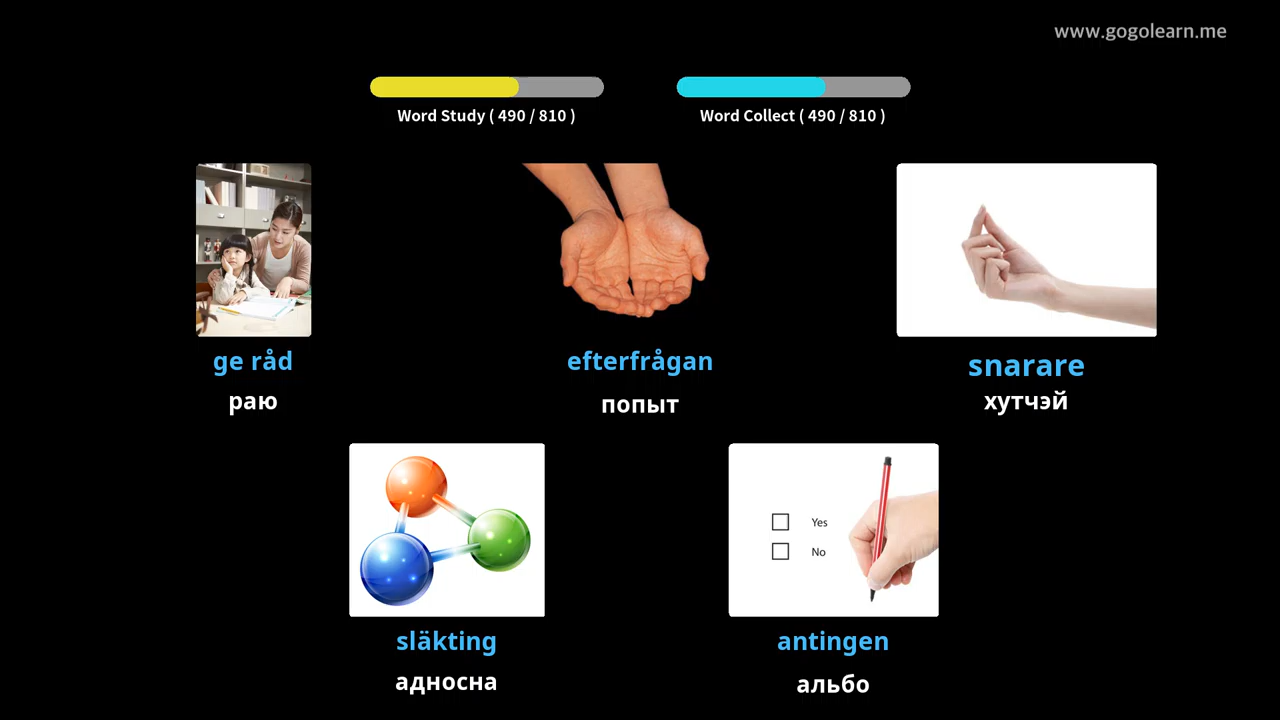 www.gogolearn.me
Word Study ( 490 / 810 )
Word Collect ( 490 / 810 )
ge råd
раю
efterfrågan
попыт
snarare
хутчэй
släkting
адносна
Yes
No
antingen
альбо